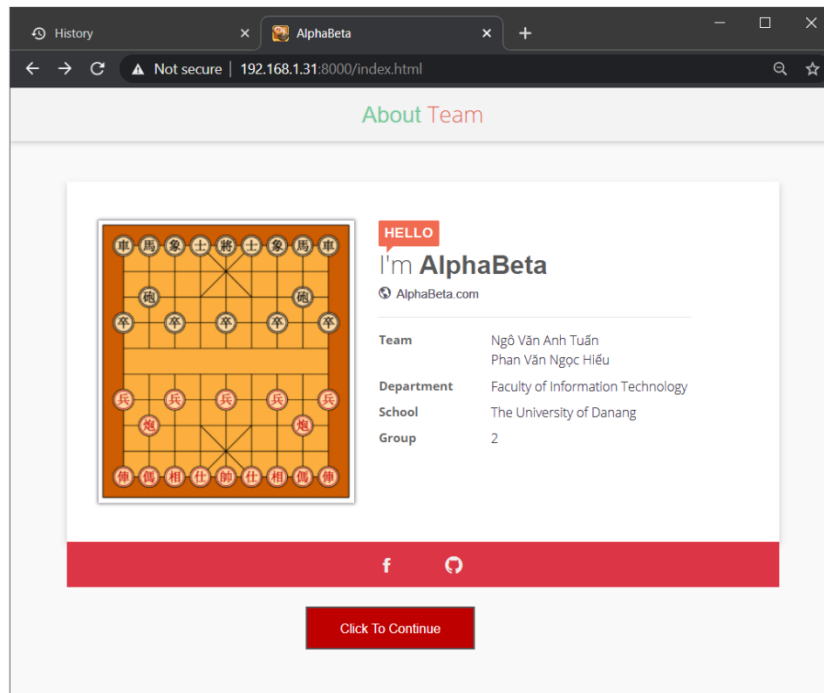 History
AlphaBeta
Not secure | 192.168.1.31:8000/index.html
About Team
HELLO
I'm AlphaBeta
AlphaBeta.com
Team Ngô Văn Anh Tuấn
Phan Văn Ngọc Hiếu
Department Faculty of Information Technology
School The University of Danang
Group 2
車 馬 象 士 將 士 象 馬 車
砲 砲
卒 卒 卒 卒 卒
兵 兵 兵 兵 兵
炮 炮
俥 傌 相 仕 帥 仕 相 傌 俥
Click To Continue